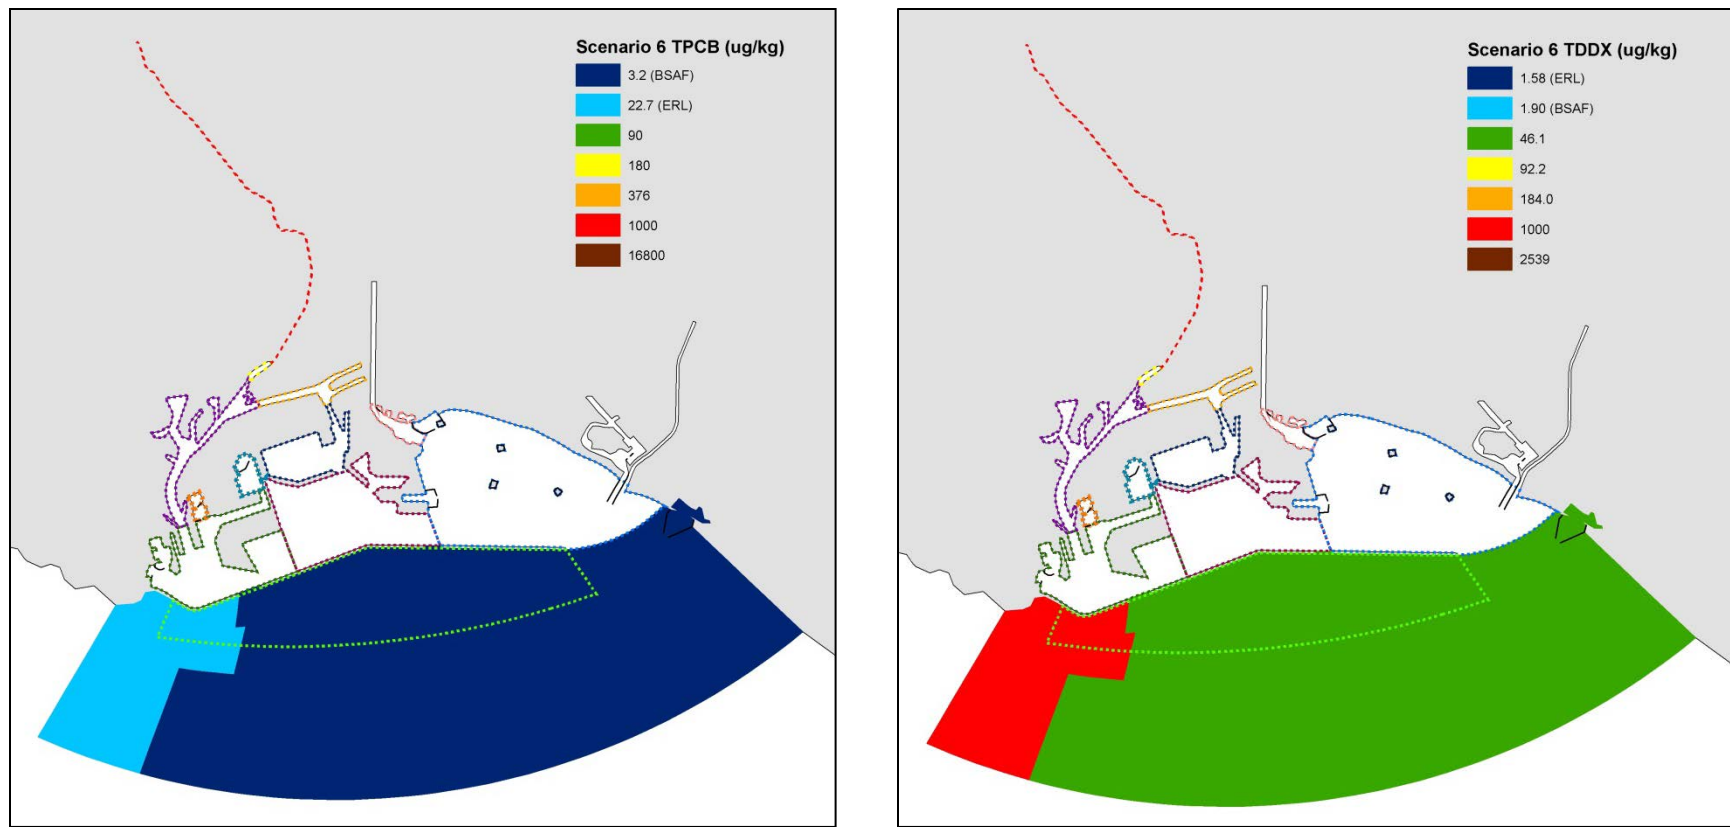 Scenario 6 TPCB (ug/kg)
3.2 (BSAF)
22.7 (ERL)
90
180
376
1000
16800
Scenario 6 TDDX (ug/kg)
1.58 (ERL)
1.90 (BSAF)
46.1
92.2
184.0
1000
2539